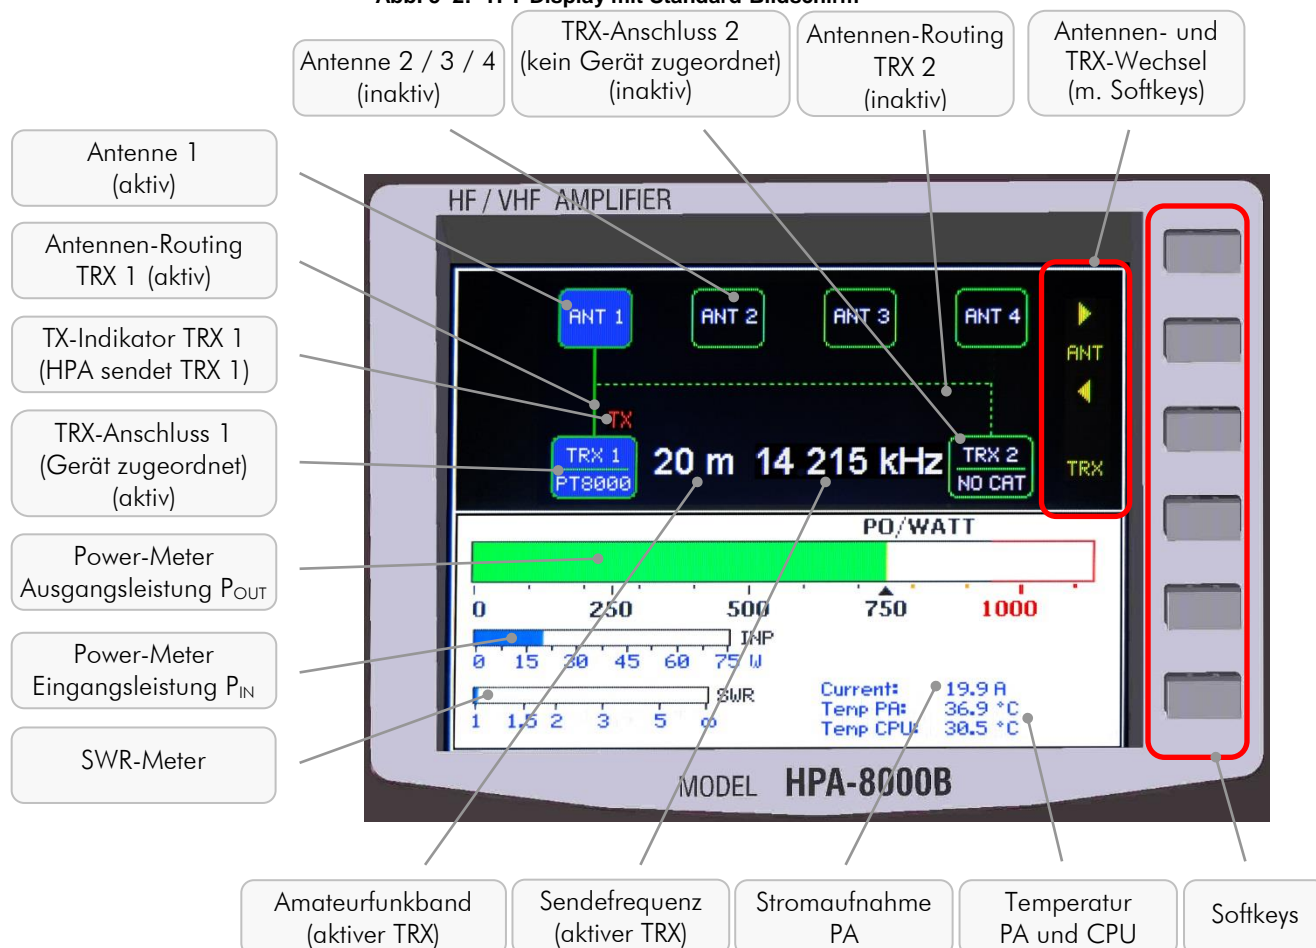 Abb. 3-2: TFT-Display mit Standard-Bildschirm
TRX-Anschluss 2
(kein Gerät zugeordnet)
(inaktiv)
Antenne 2 / 3 / 4
(inaktiv)
Antennen-Routing
TRX 2
(inaktiv)
Antennen- und
TRX-Wechsel
(m. Softkeys)
Antenne 1
(aktiv)
Antennen-Routing
TRX 1 (aktiv)
TX-Indikator TRX 1
(HPA sendet TRX 1)
TRX-Anschluss 1
(Gerät zugeordnet)
(aktiv)
Power-Meter
Ausgangsleistung POUT
Power-Meter
Eingangsleistung PIN
SWR-Meter
HF / VHF AMPLIFIER
ANT 1
ANT 2
ANT 3
ANT 4
ANT
TX
TRX 1
PT8000
20 m
14 215 kHz
TRX 2
NO CAT
TRX
PO/WATT
0 250 500 750 1000
INP
0 15 30 45 60 75 W
SWR
1 1,5 2 3 5 ∞
Current: 19.9 A
Temp PA: 36.9 °C
Temp CPU: 30.5 °C
MODEL HPA-8000B
Amateurfunkband
(aktiver TRX)
Sendefrequenz
(aktiver TRX)
Stromaufnahme
PA
Temperatur
PA und CPU
Softkeys